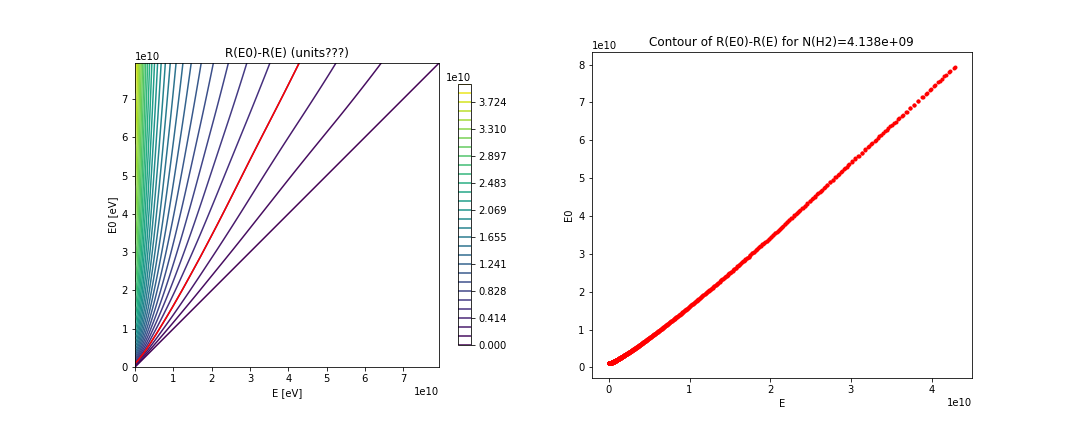 R(E0)-R(E) (units???)
1e10
E0 [eV]
7
6
5
4
3
2
1
0
0 1 2 3 4 5 6 7
1e10
E [eV]
1e10
3.724
3.310
2.897
2.483
2.069
1.655
1.241
0.828
0.414
0.000
Contour of R(E0)-R(E) for N(H2)=4.138e+09
1e10
E0
8
7
6
5
4
3
2
1
0
0 1 2 3 4
1e10
E